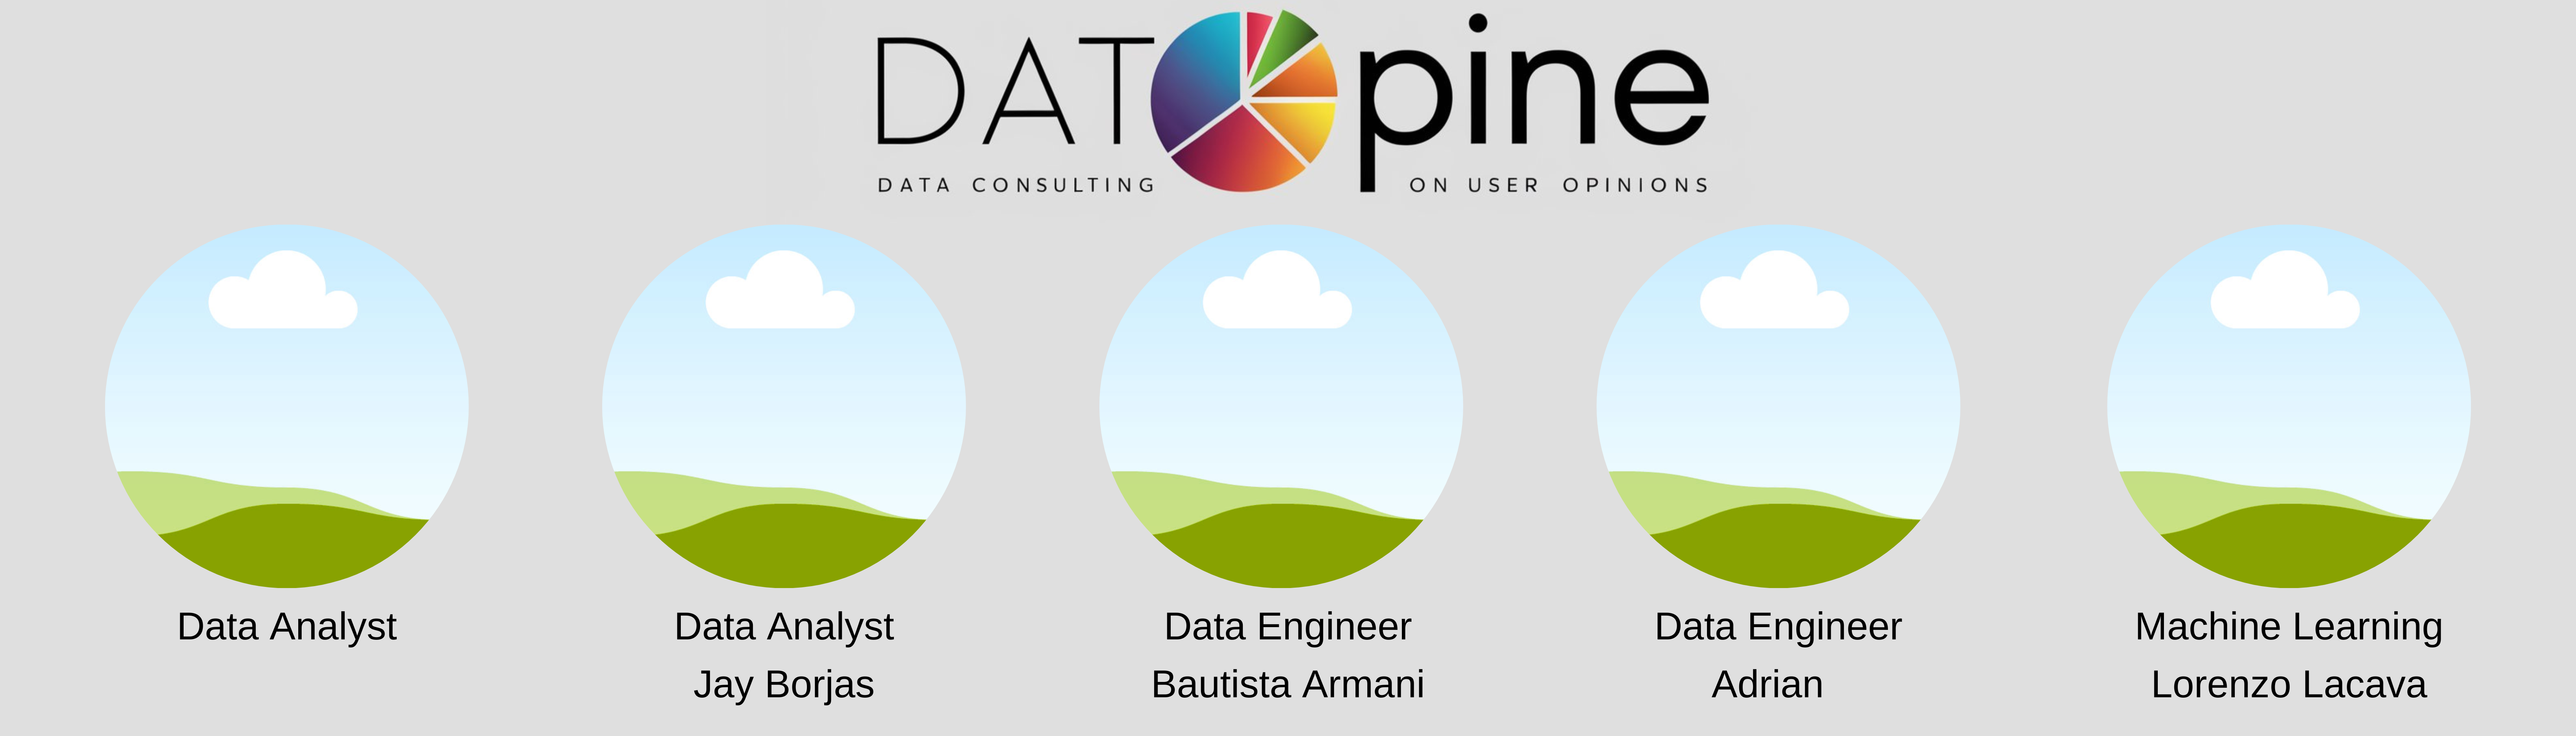 DATOpine
DATA CONSULTING ON USER OPINIONS
Data Analyst
Data Analyst
Jay Borjas
Data Engineer
Bautista Armani
Data Engineer
Adrian
Machine Learning
Lorenzo Lacava